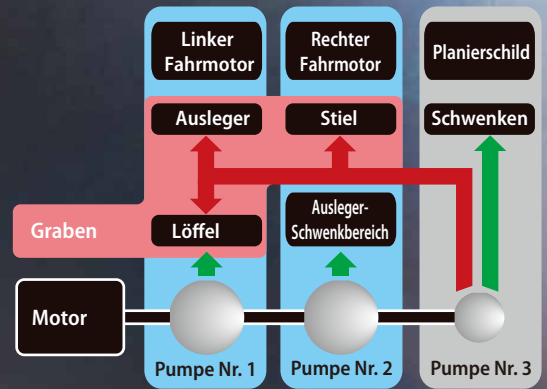 Linker
Fahrmotor
Rechter
Fahrmotor
Planierschild
Ausleger
Stiel
Schwenken
Graben
Löffel
Ausleger-
Schwenkbereich
Motor
Pumpe Nr. 1
Pumpe Nr. 2
Pumpe Nr. 3